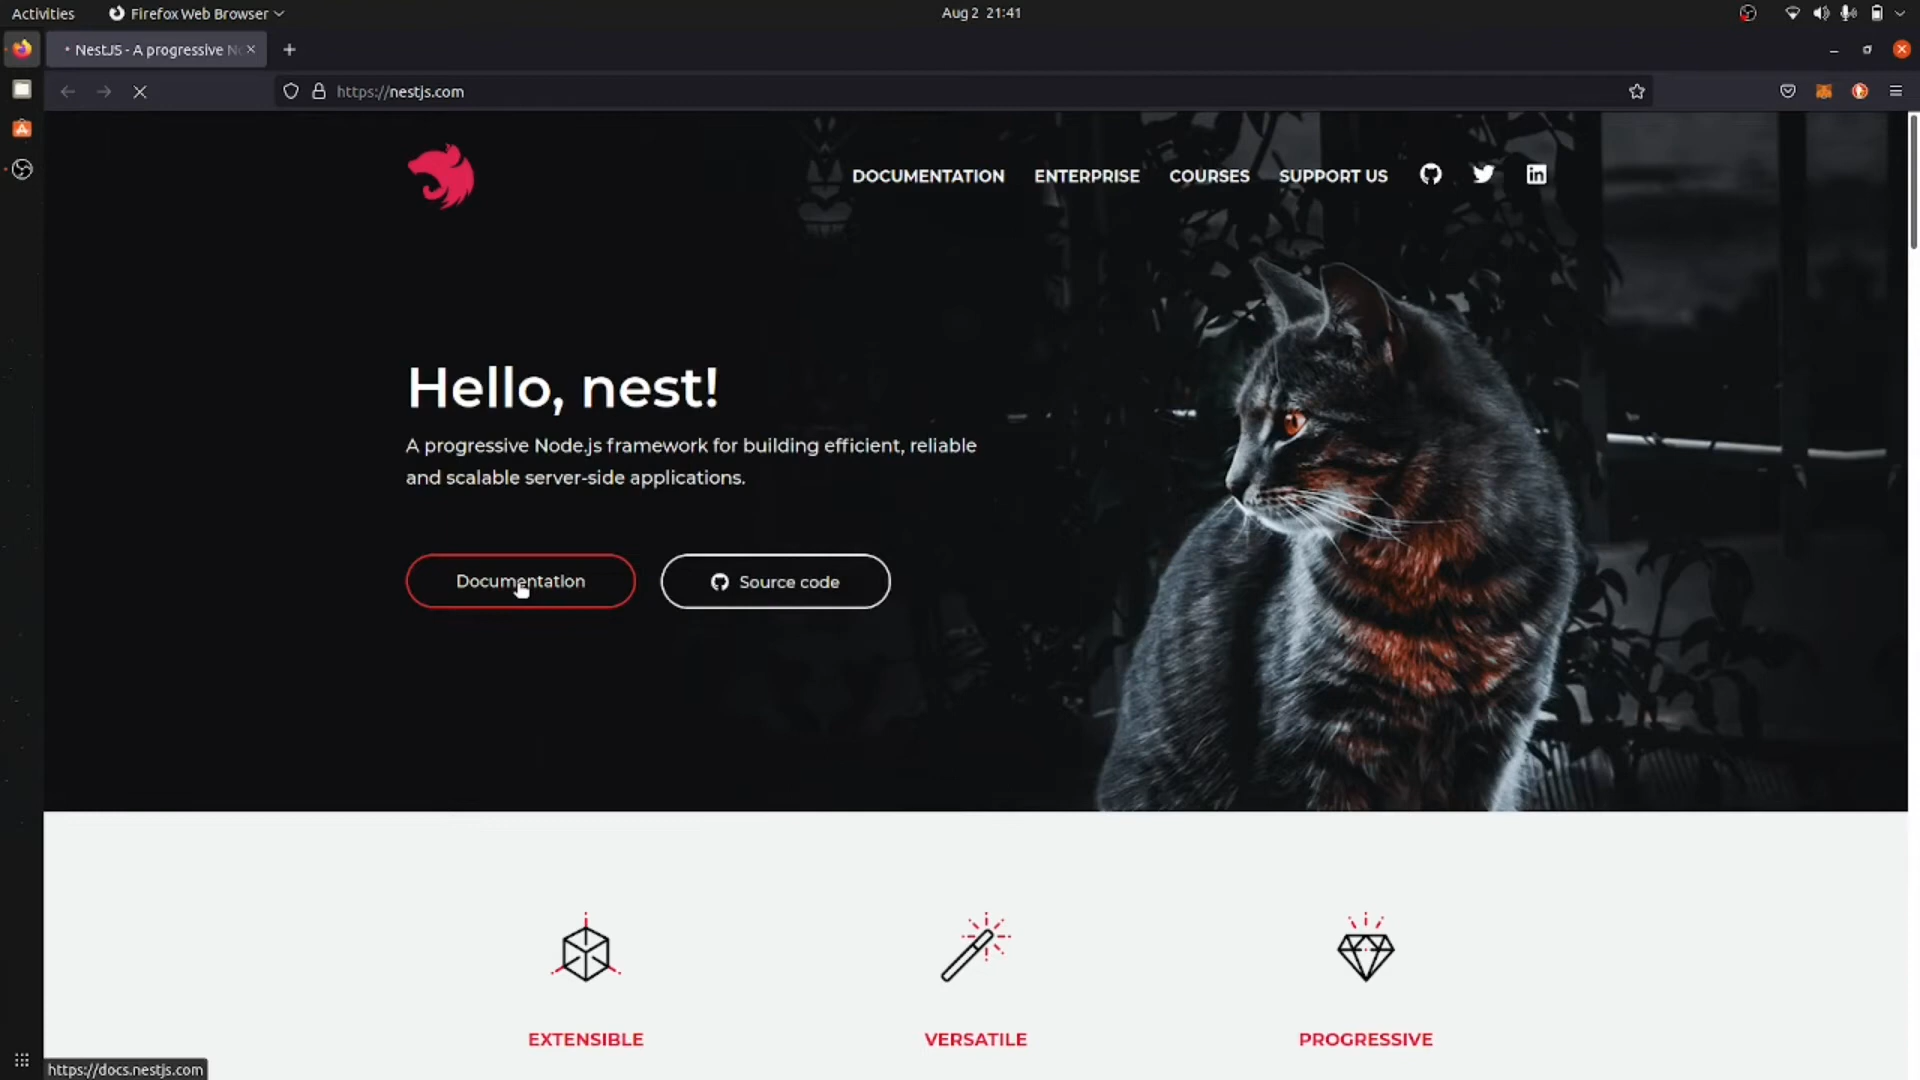 Activities
Firefox Web Browser
Aug 2 21:41
NestJS - A progressive N
https://nestjs.com
DOCUMENTATION
ENTERPRISE
COURSES
SUPPORT US
Hello, nest!
A progressive Node.js framework for building efficient, reliable
and scalable server-side applications.
Documentation
Source code
EXTENSIBLE
VERSATILE
PROGRESSIVE
https://docs.nestjs.com